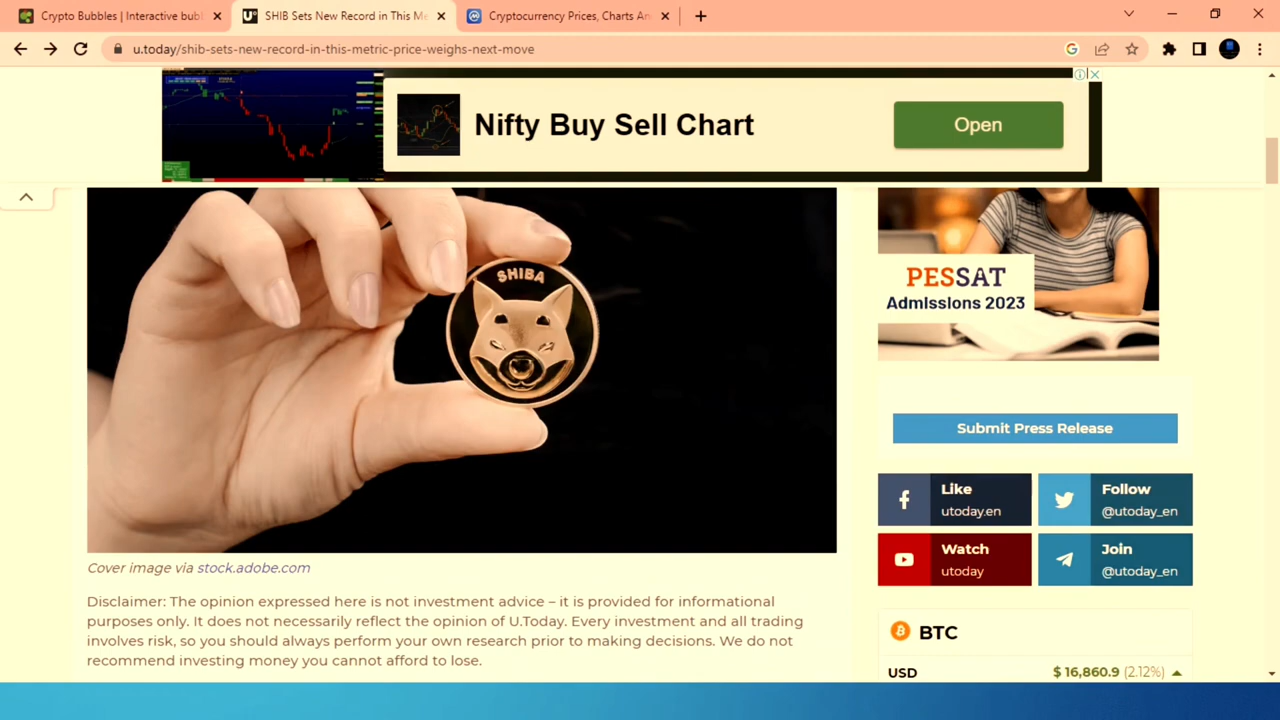 Crypto Bubbles | Interactive bubl
SHIB Sets New Record in This Me
Cryptocurrency Prices, Charts An
u.today/shib-sets-new-record-in-this-metric-price-weighs-next-move
Nifty Buy Sell Chart
Open
SHIBA
PESSAT
Admissions 2023
Submit Press Release
Like
utoday.en
Follow
@utoday_en
Watch
utoday
Join
@utoday_en
Cover image via stock.adobe.com
Disclaimer: The opinion expressed here is not investment advice – it is provided for informational
purposes only. It does not necessarily reflect the opinion of U.Today. Every investment and all trading
involves risk, so you should always perform your own research prior to making decisions. We do not
recommend investing money you cannot afford to lose.
BTC
USD
$ 16,860.9 (2.12%)